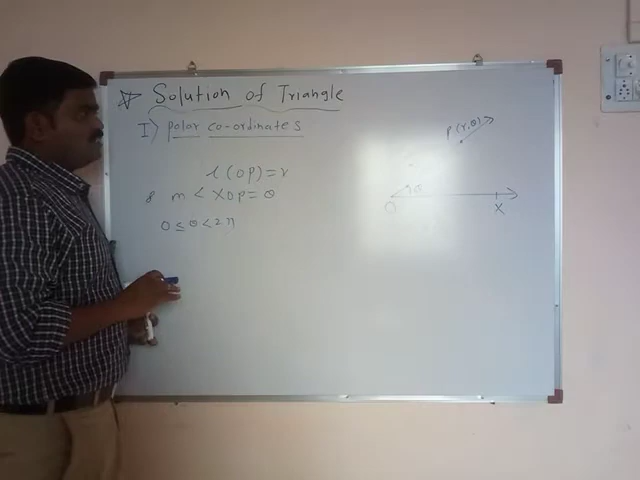 Solution of Triangle
I) polar co-ordinates
l(OP)=r
& m<XOP=θ
0≤θ<2π
P(r,θ)
θ
O
X